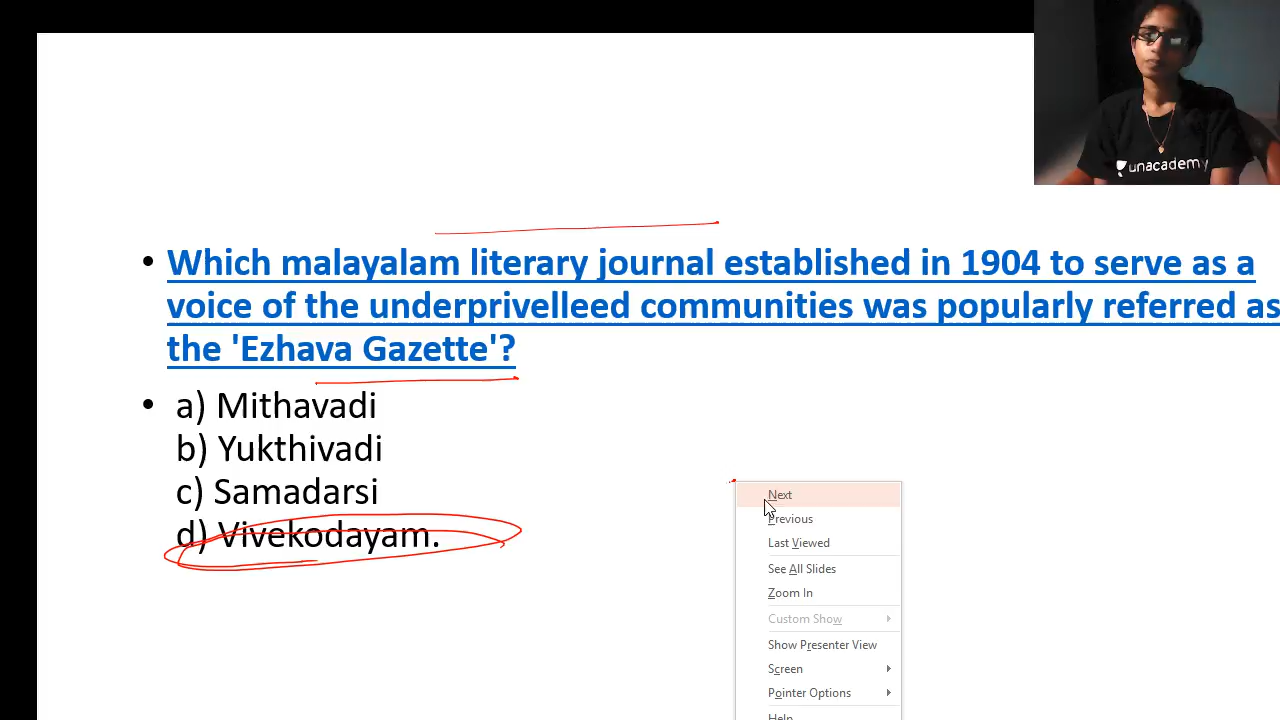 unacademy
• Which malayalam literary journal established in 1904 to serve as a
voice of the underprivelleed communities was popularly referred as
the 'Ezhava Gazette'?
• a) Mithavadi
b) Yukthivadi
c) Samadarsi
d) Vivekodayam.
Next
Previous
Last Viewed
See All Slides
Zoom In
Custom Show
Show Presenter View
Screen
Pointer Options
Help